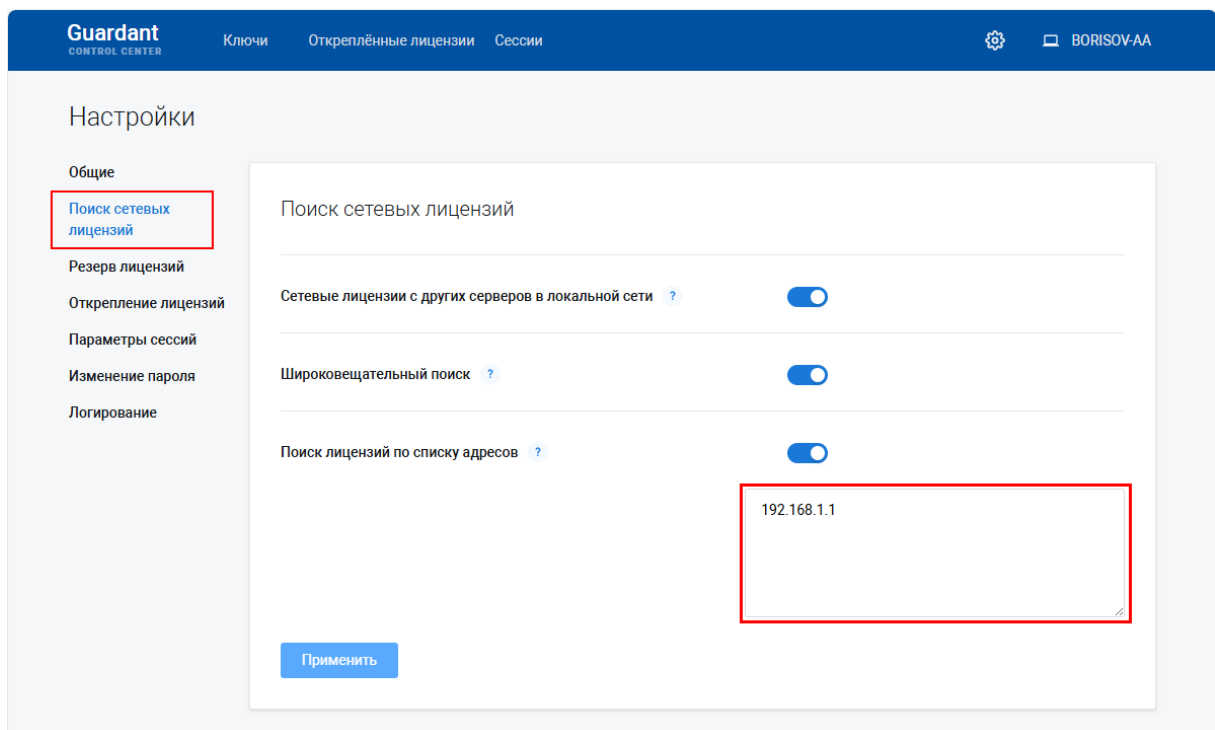 Guardant
CONTROL CENTER
Ключи
Откреплённые лицензии
Сессии
BORISOV-AA
Настройки
Общие
Поиск сетевых
лицензий
Резерв лицензий
Открепление лицензий
Параметры сессий
Изменение пароля
Логирование
Поиск сетевых лицензий
Сетевые лицензии с других серверов в локальной сети ?
Широковещательный поиск ?
Поиск лицензий по списку адресов ?
192.168.1.1
Применить